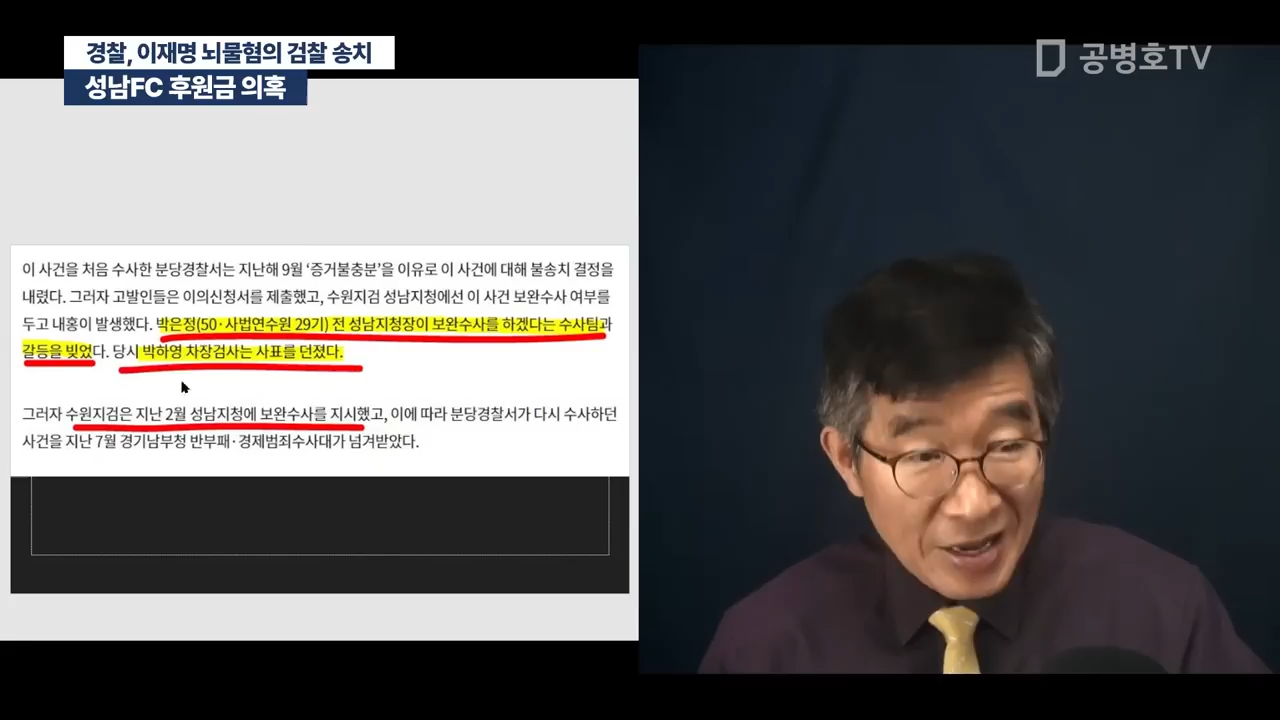 경찰, 이재명 뇌물혐의 검찰 송치
성남FC 후원금 의혹
공병호TV
이 사건을 처음 수사한 분당경찰서는 지난해 9월 ‘증거불충분’을 이유로 이 사건에 대해 불송치 결정을
내렸다. 그러자 고발인들은 이의신청서를 제출했고, 수원지검 성남지청에선 이 사건 보완수사 여부를
두고 내홍이 발생했다. 박은정(50·사법연수원 29기) 전 성남지청장이 보완수사를 하겠다는 수사팀과
갈등을 빚었다. 당시 박하영 차장검사는 사표를 던졌다.
그러자 수원지검은 지난 2월 성남지청에 보완수사를 지시했고, 이에 따라 분당경찰서가 다시 수사하던
사건을 지난 7월 경기남부청 반부패·경제범죄수사대가 넘겨받았다.